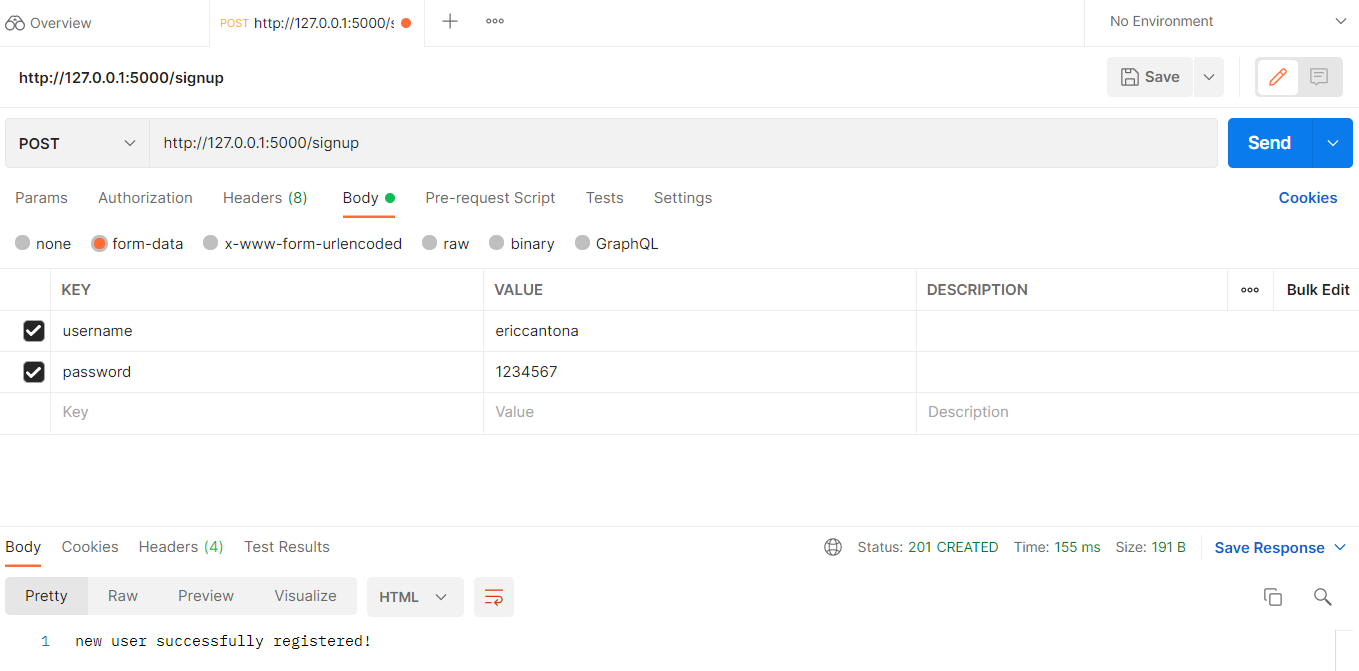 Overview POST http://127.0.0.1:5000/s No Environment
http://127.0.0.1:5000/signup Save
POST http://127.0.0.1:5000/signup Send
Params Authorization Headers (8) Body Pre-request Script Tests Settings Cookies
none form-data x-www-form-urlencoded raw binary GraphQL
KEY VALUE DESCRIPTION Bulk Edit
username ericcantona
password 1234567
Key Value Description
Body Cookies Headers (4) Test Results Status: 201 CREATED Time: 155 ms Size: 191 B Save Response
Pretty Raw Preview Visualize HTML
1 new user successfully registered!